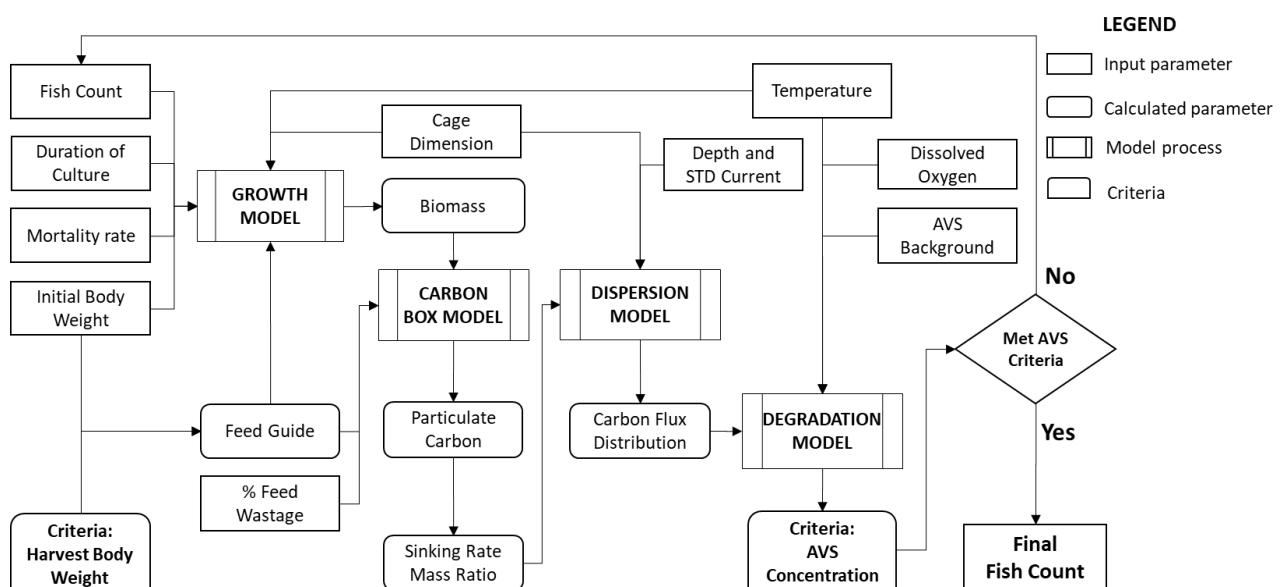 LEGEND
Input parameter
Calculated parameter
Model process
Criteria
Fish Count
Duration of
Culture
Mortality rate
Initial Body
Weight
Criteria:
Harvest Body
Weight
GROWTH
MODEL
Feed Guide
% Feed
Wastage
Cage
Dimension
Biomass
CARBON
BOX MODEL
Particulate
Carbon
Sinking Rate
Mass Ratio
Temperature
Depth and
STD Current
DISPERSION
MODEL
Carbon Flux
Distribution
Dissolved
Oxygen
AVS
Background
DEGRADATION
MODEL
Criteria:
AVS
Concentration
No
Met AVS
Criteria
Yes
Final
Fish Count